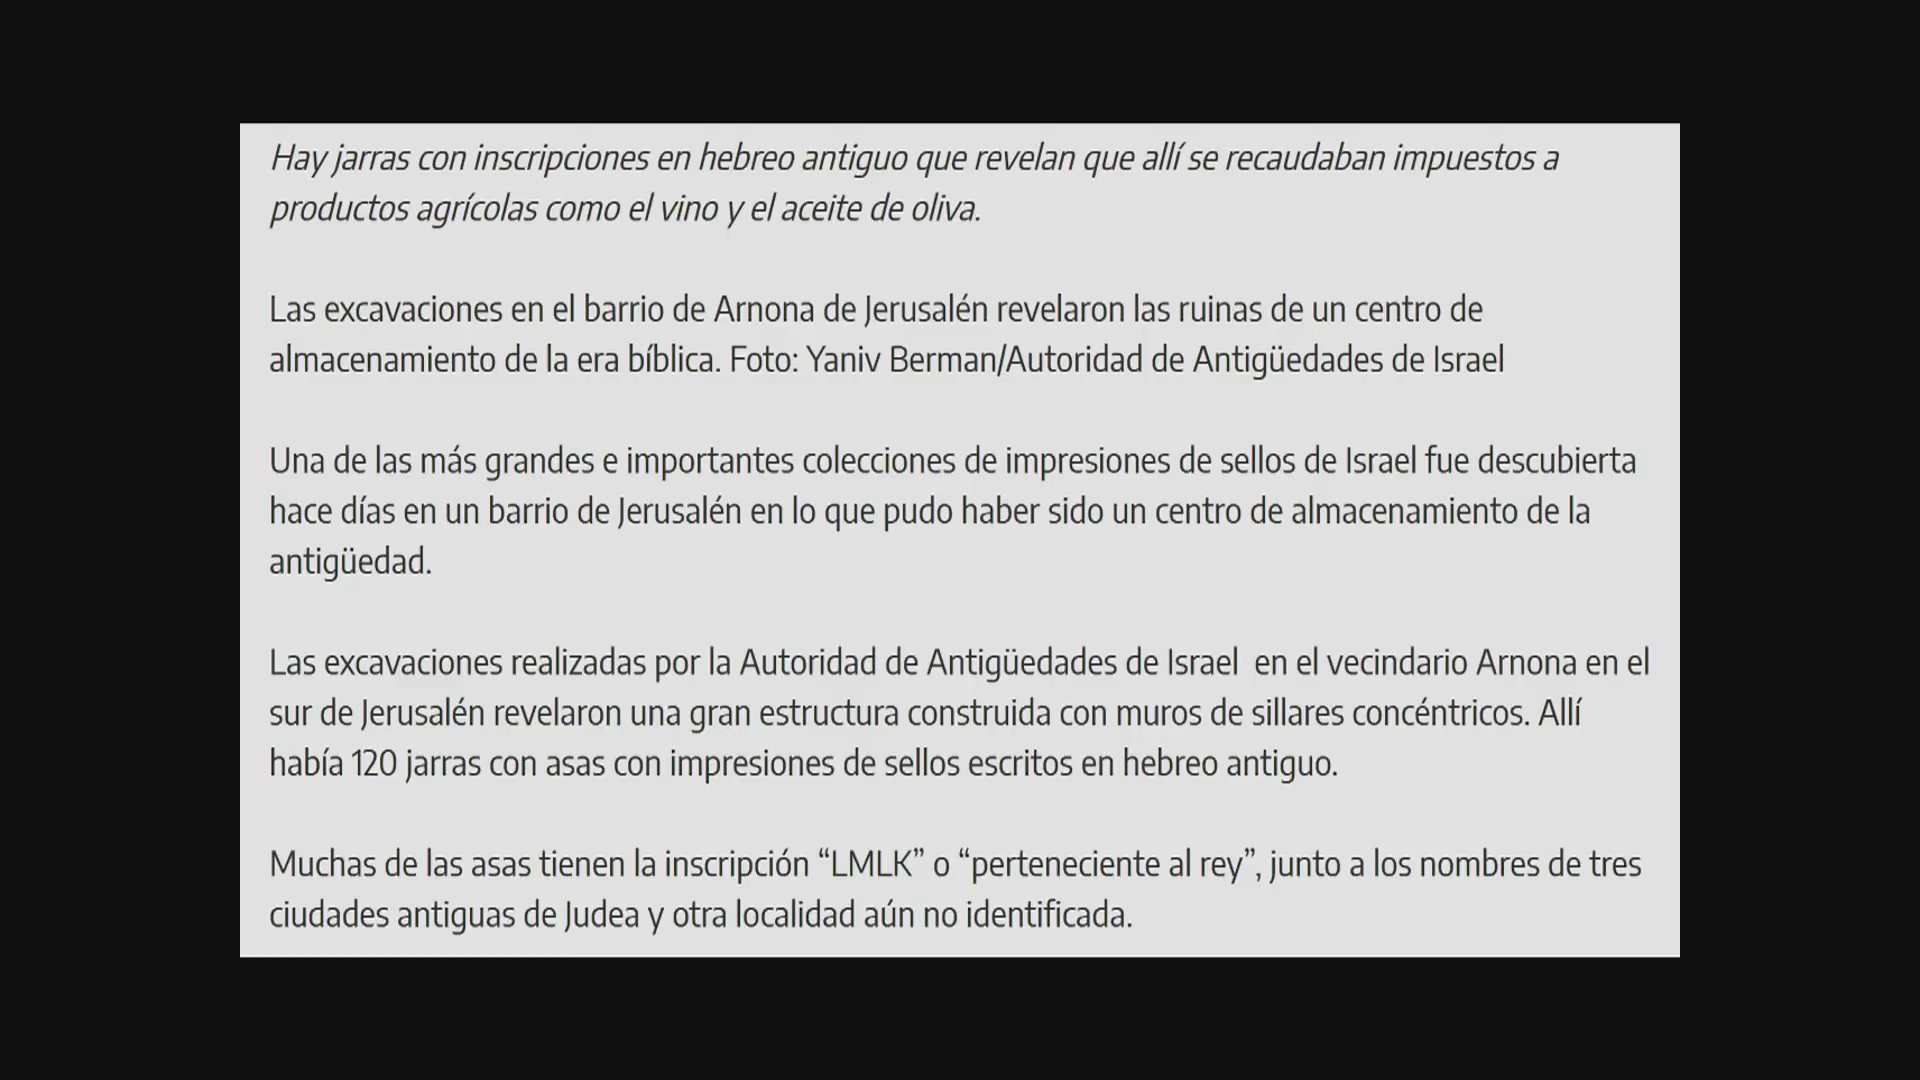 Hay jarras con inscripciones en hebreo antiguo que revelan que allí se recaudaban impuestos a
productos agrícolas como el vino y el aceite de oliva.
Las excavaciones en el barrio de Arnona de Jerusalén revelaron las ruinas de un centro de
almacenamiento de la era bíblica. Foto: Yaniv Berman/Autoridad de Antigüedades de Israel
Una de las más grandes e importantes colecciones de impresiones de sellos de Israel fue descubierta
hace días en un barrio de Jerusalén en lo que pudo haber sido un centro de almacenamiento de la
antigüedad.
Las excavaciones realizadas por la Autoridad de Antigüedades de Israel  en el vecindario Arnona en el
sur de Jerusalén revelaron una gran estructura construida con muros de sillares concéntricos. Allí
había 120 jarras con asas con impresiones de sellos escritos en hebreo antiguo.
Muchas de las asas tienen la inscripción “LMLK” o “perteneciente al rey”, junto a los nombres de tres
ciudades antiguas de Judea y otra localidad aún no identificada.